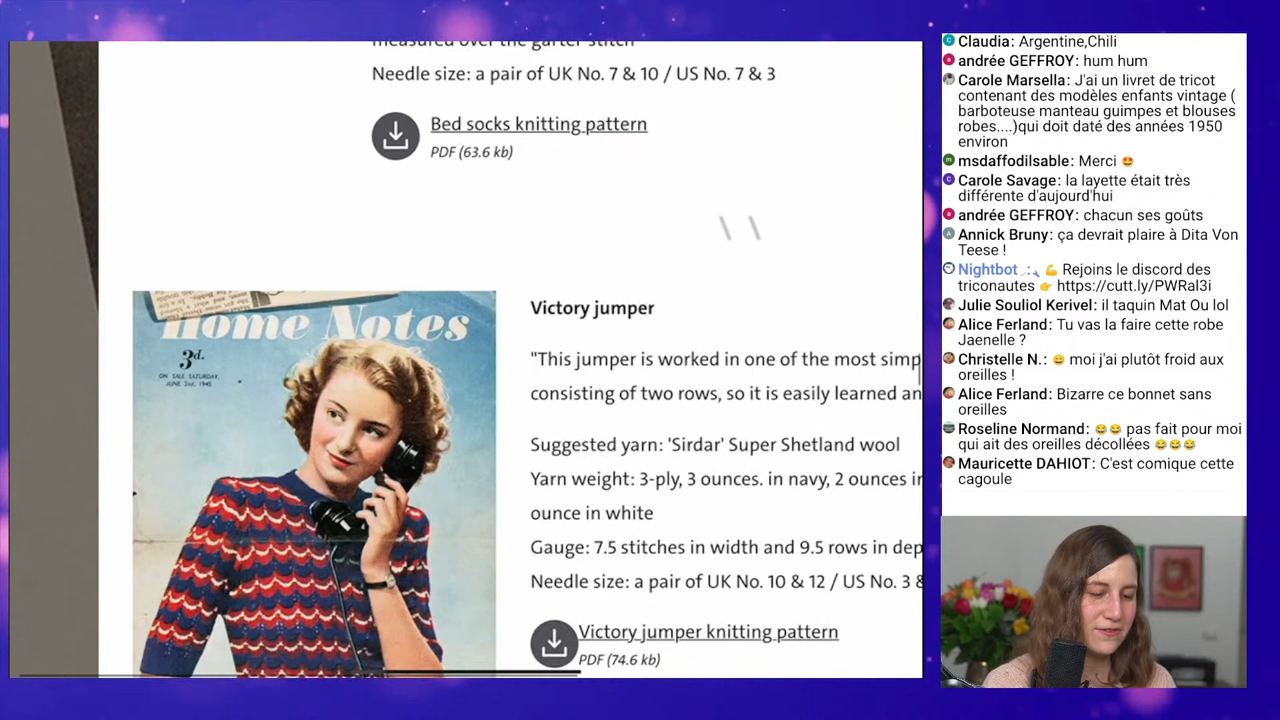 measured over the garter stitch
Needle size: a pair of UK No. 7 & 10 / US No. 7 & 3
Bed socks knitting pattern
PDF (63.6 kb)
Home Notes
3d.
ON SALE SATURDAY,
JUNE 2nd, 1945
Victory jumper
"This jumper is worked in one of the most simp
consisting of two rows, so it is easily learned an
Suggested yarn: 'Sirdar' Super Shetland wool
Yarn weight: 3-ply, 3 ounces. in navy, 2 ounces in
ounce in white
Gauge: 7.5 stitches in width and 9.5 rows in dep
Needle size: a pair of UK No. 10 & 12 / US No. 3 &
Victory jumper knitting pattern
PDF (74.6 kb)
Claudia: Argentine,Chili
andrée GEFFROY: hum hum
Carole Marsella: J'ai un livret de tricot
contenant des modèles enfants vintage (
barboteuse manteau guimpes et blouses
robes....)qui doit daté des années 1950
environ
msdaffodilsable: Merci 🤩
Carole Savage: la layette était très
différente d'aujourd'hui
andrée GEFFROY: chacun ses goûts
Annick Bruny: ça devrait plaire à Dita Von
Teese !
Nightbot : 💪 Rejoins le discord des
triconautes 👉 https://cutt.ly/PWRal3i
Julie Souliol Kerivel: il taquin Mat Ou lol
Alice Ferland: Tu vas la faire cette robe
Jaenelle ?
Christelle N.: 😄 moi j'ai plutôt froid aux
oreilles !
Alice Ferland: Bizarre ce bonnet sans
oreilles
Roseline Normand: 😂😂 pas fait pour moi
qui ait des oreilles décollées 😂😂😂
Mauricette DAHIOT: C'est comique cette
cagoule